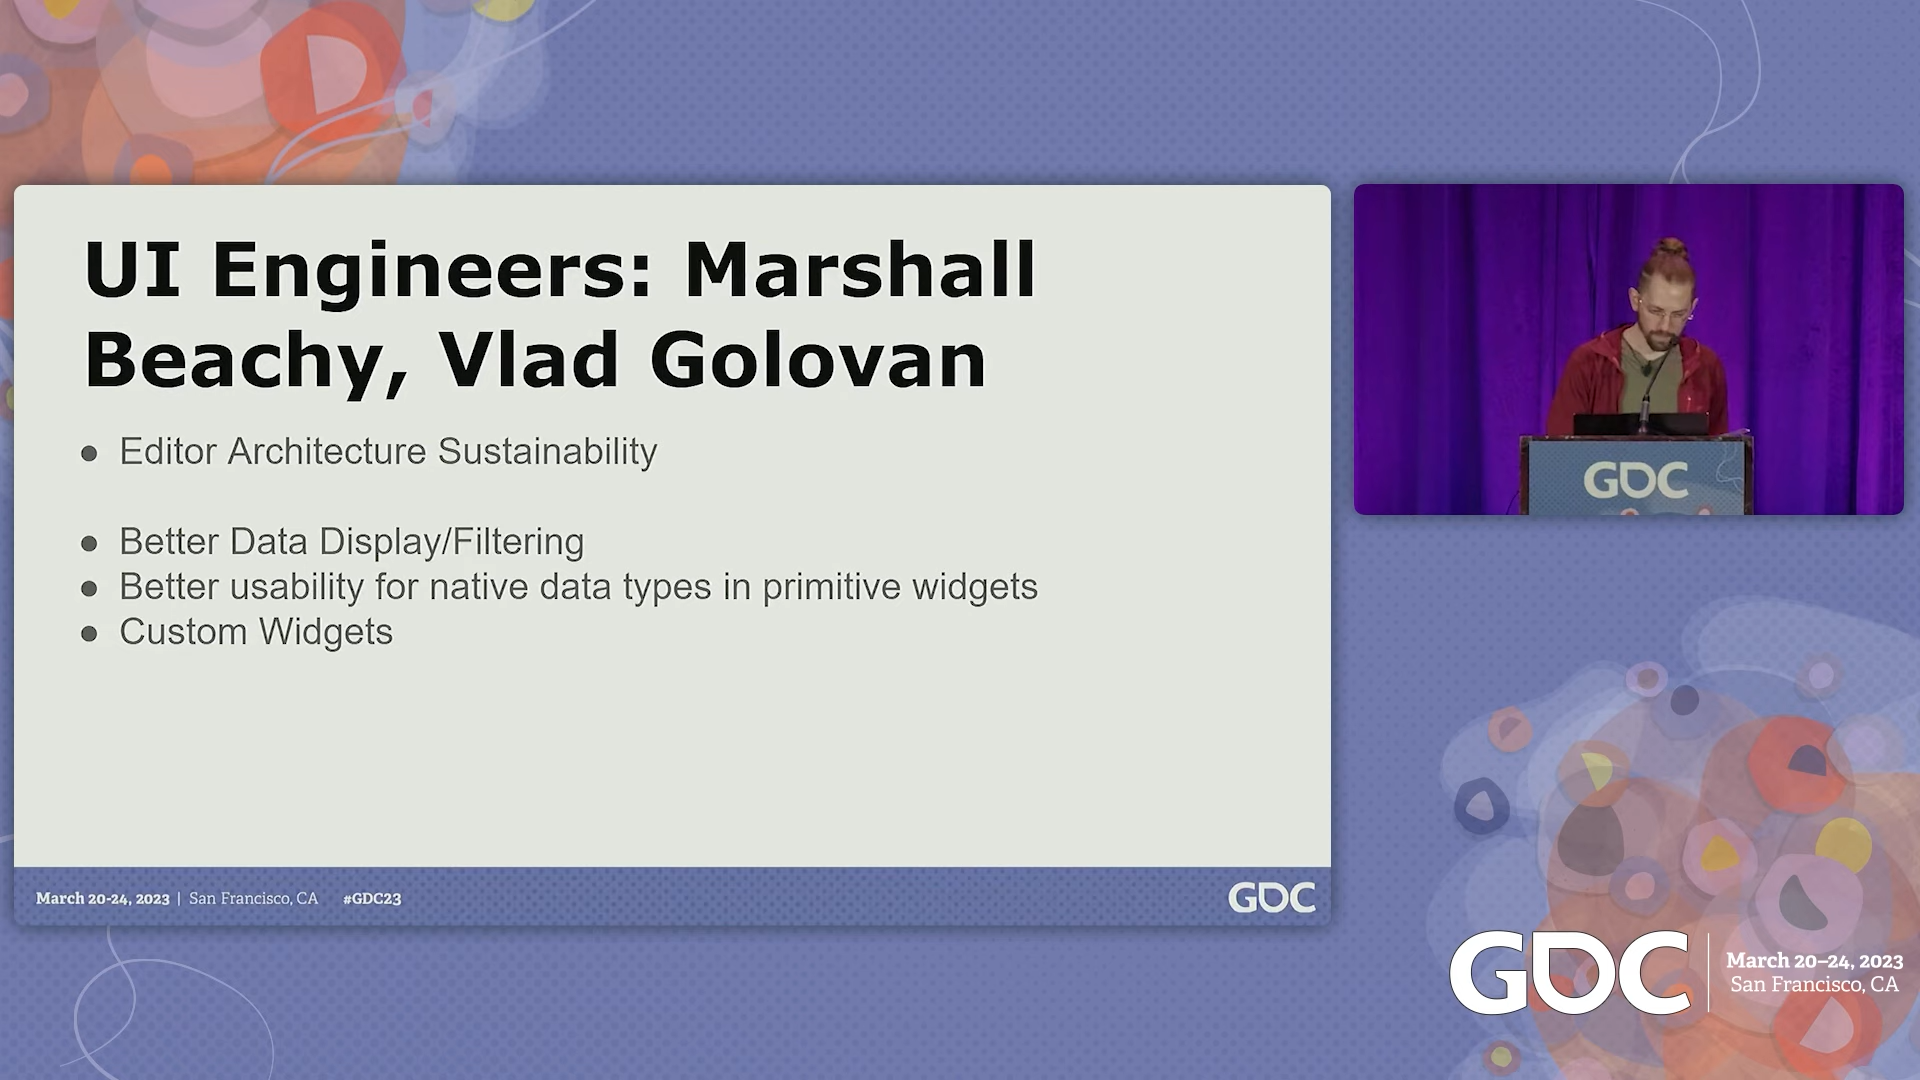 UI Engineers: Marshall
Beachy, Vlad Golovan
● Editor Architecture Sustainability
● Better Data Display/Filtering
● Better usability for native data types in primitive widgets
● Custom Widgets
March 20-24, 2023 | San Francisco, CA #GDC23
GDC
GDC
GDC
March 20–24, 2023
San Francisco, CA